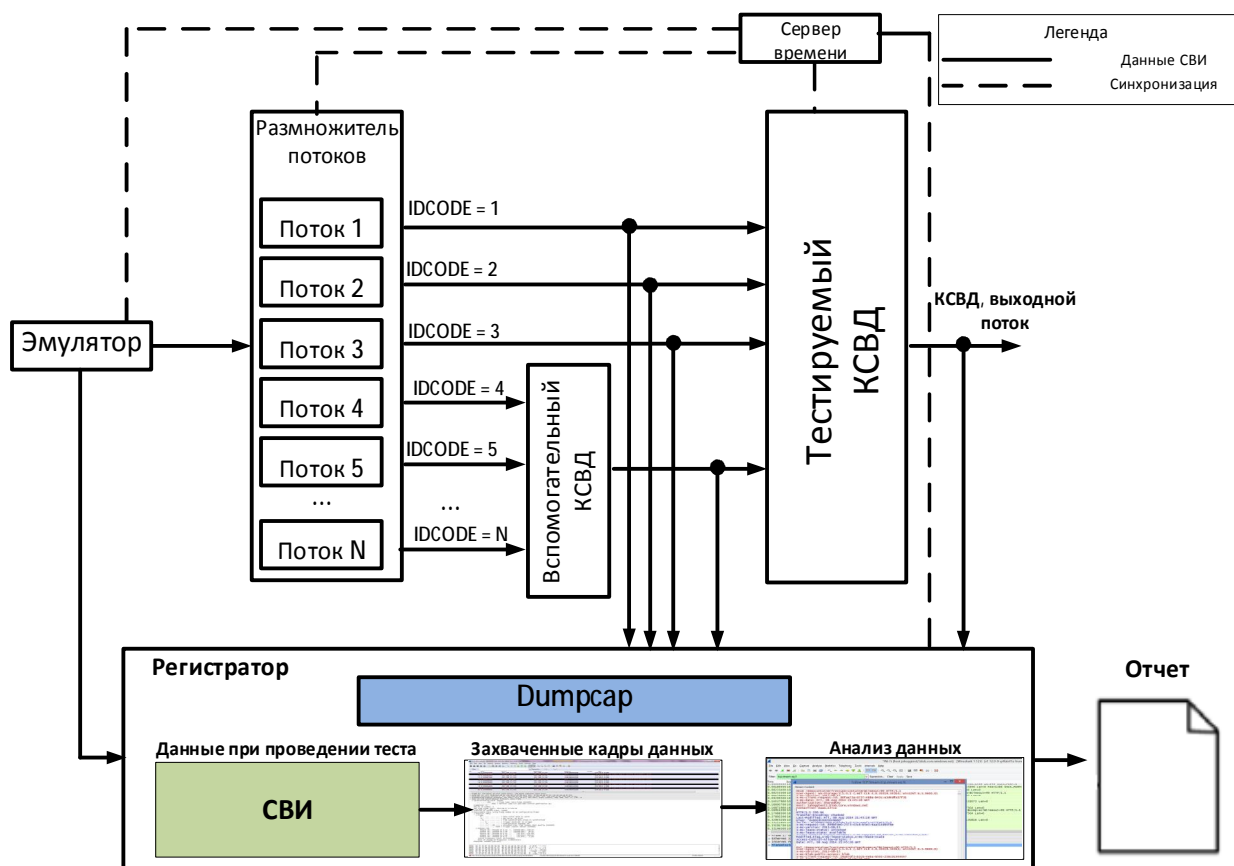 Сервер
времени
Легенда
Данные СВИ
Синхронизация
Размножитель
потоков
Поток 1
Поток 2
Поток 3
Поток 4
Поток 5
...
Поток N
IDCODE = 1
IDCODE = 2
IDCODE = 3
IDCODE = 4
IDCODE = 5
...
IDCODE = N
Эмулятор
Вспомогательный
КСВД
Тестируемый
КСВД
КСВД, выходной
поток
Регистратор
Dumpcap
Данные при проведении теста
СВИ
Захваченные кадры данных
Анализ данных
Отчет